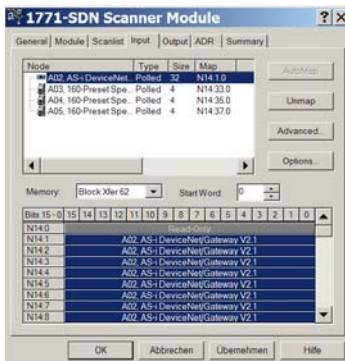 1771-SDN Scanner Module
General Module Scanlist Input Output ADR Summary
Node Type Size Map
A02, AS-i DeviceNet... Polled 32 N14:1.0
A03, 160-Preset Spe... Polled 4 N14:33.0
A04, 160-Preset Spe... Polled 4 N14:35.0
A05, 160-Preset Spe... Polled 4 N14:37.0
AutoMap
Unmap
Advanced...
Options...
Memory: Block Xfer 62 Start Word: 0
Bits 15 - 0 15 14 13 12 11 10 9 8 7 6 5 4 3 2 1 0
N14:0 Read-Only
N14:1 A02, AS-i DeviceNet/Gateway V2.1
N14:2 A02, AS-i DeviceNet/Gateway V2.1
N14:3 A02, AS-i DeviceNet/Gateway V2.1
N14:4 A02, AS-i DeviceNet/Gateway V2.1
N14:5 A02, AS-i DeviceNet/Gateway V2.1
N14:6 A02, AS-i DeviceNet/Gateway V2.1
N14:7 A02, AS-i DeviceNet/Gateway V2.1
N14:8 A02, AS-i DeviceNet/Gateway V2.1
OK Abbrechen Übernehmen Hilfe